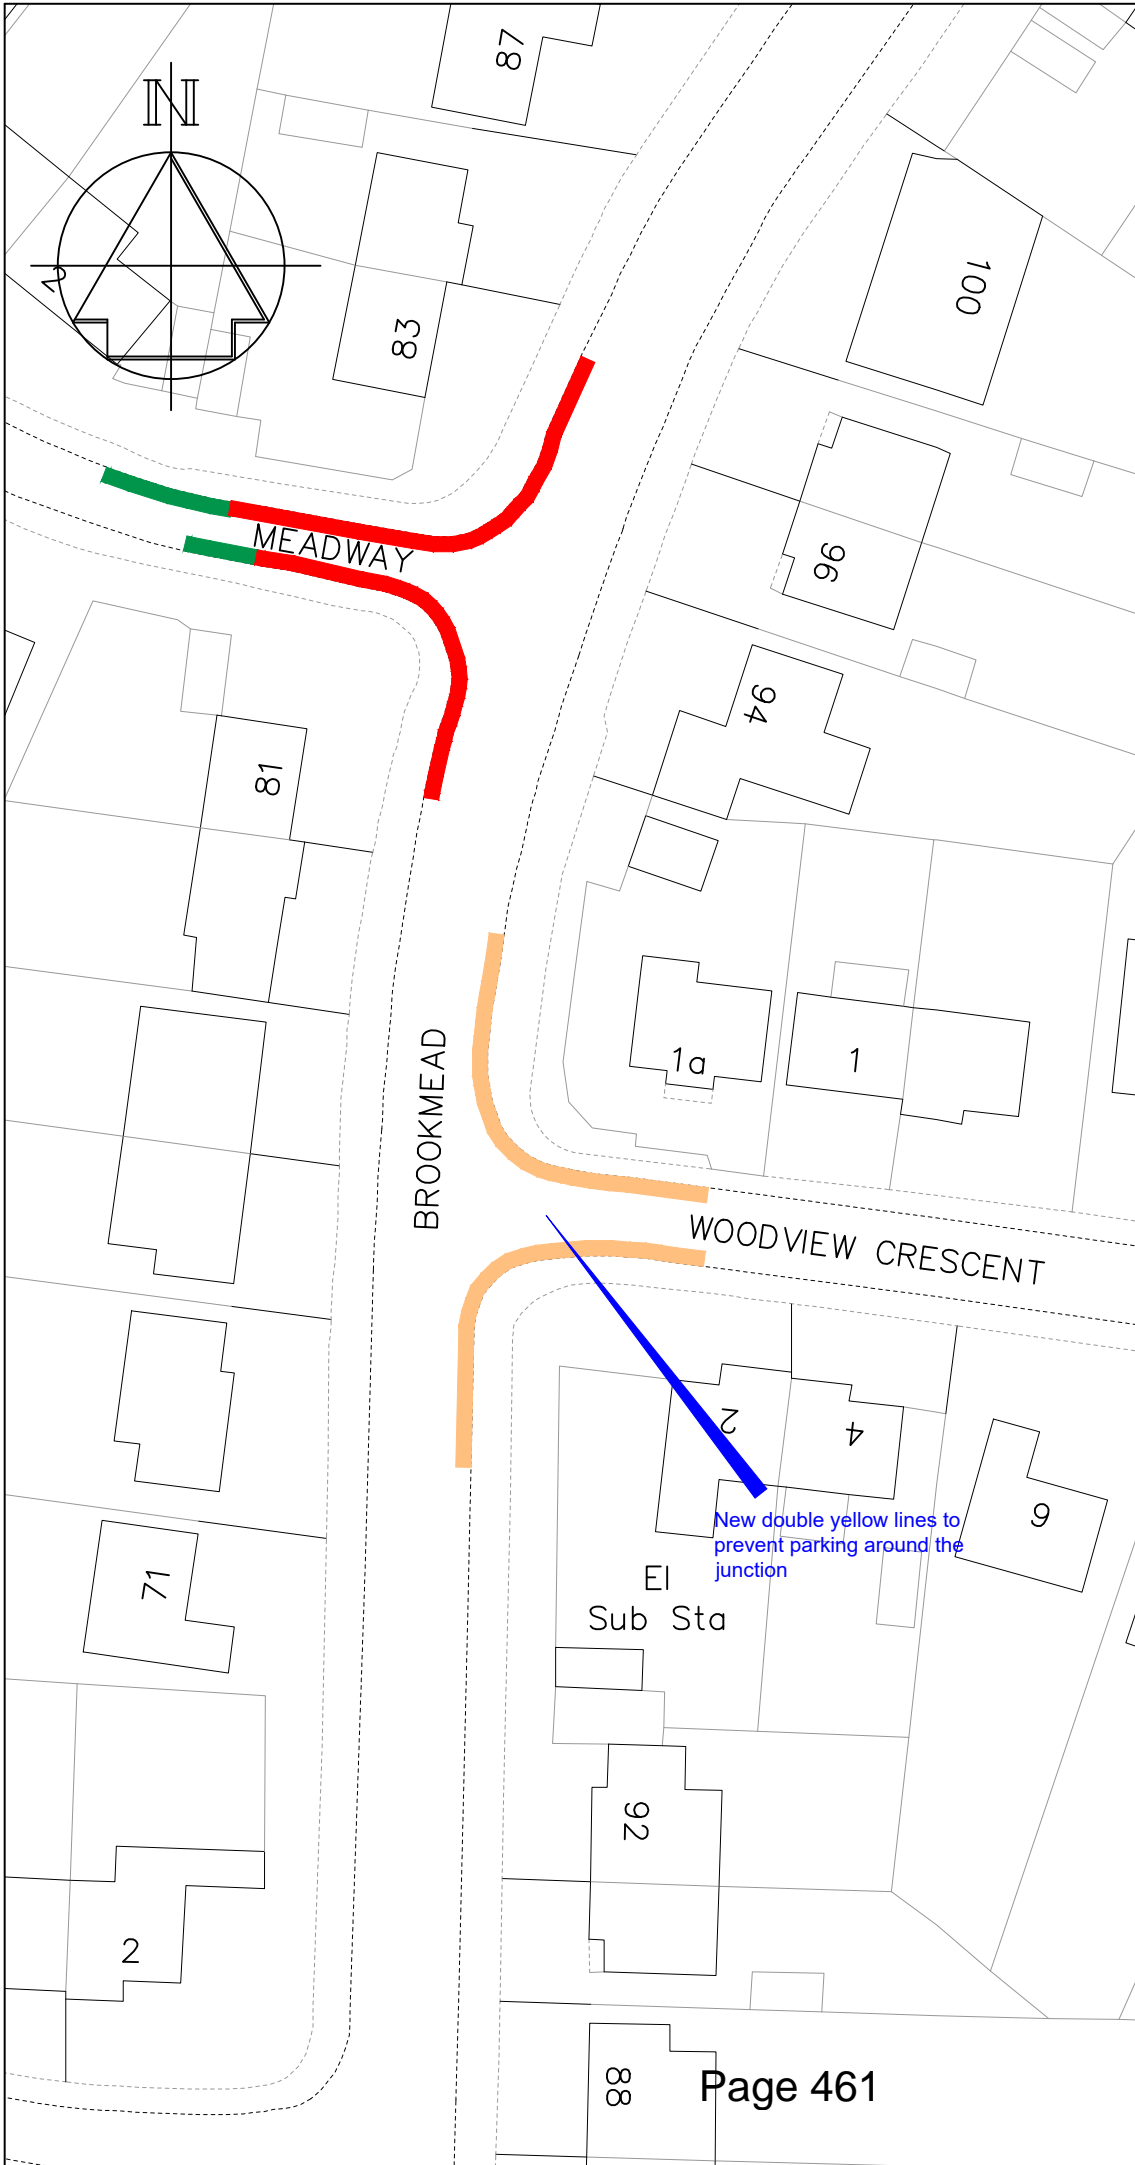 87
N
100
2
83
MEADWAY
96
94
81
BROOKMEAD
1a
1
WOODVIEW CRESCENT
2
4
6
New double yellow lines to
prevent parking around the
junction
El
Sub Sta
71
92
2
88
Page 461